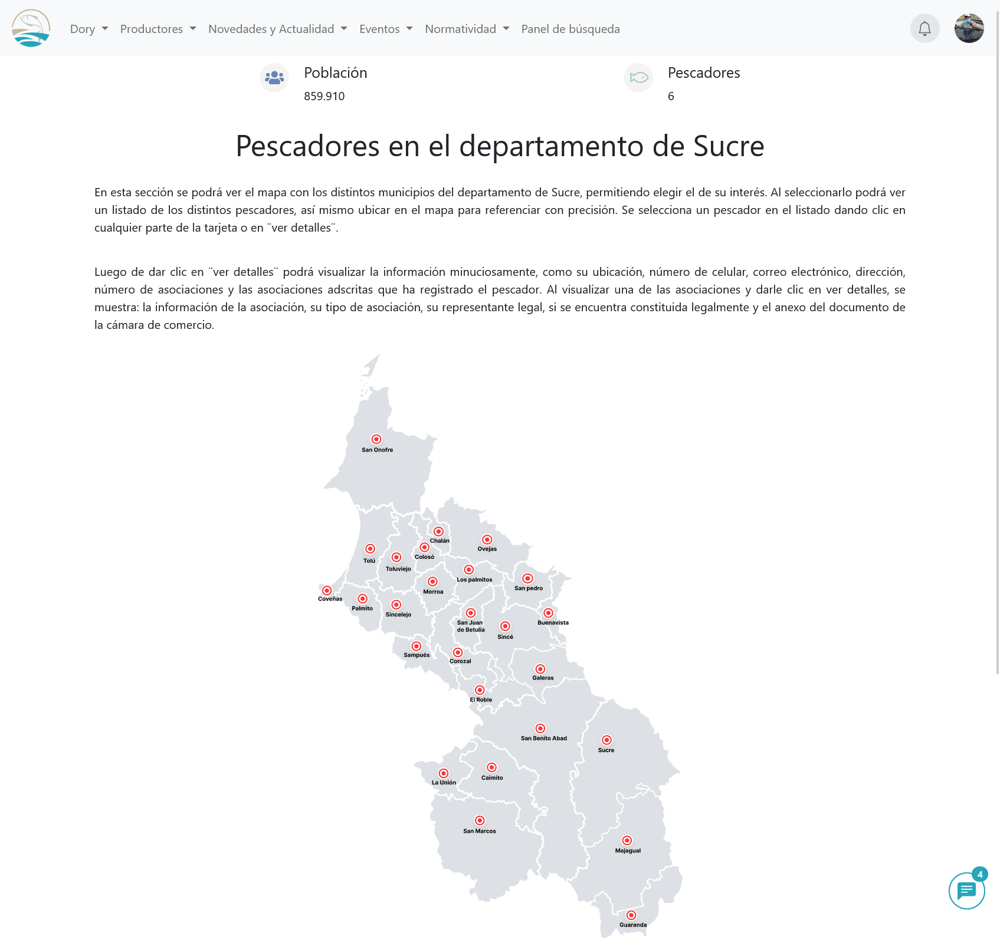 Dory Productores Novedades y Actualidad Eventos Normatividad Panel de búsqueda
Población
859.910
Pescadores
6
Pescadores en el departamento de Sucre
En esta sección se podrá ver el mapa con los distintos municipios del departamento de Sucre, permitiendo elegir el de su interés. Al seleccionarlo podrá ver
un listado de los distintos pescadores, así mismo ubicar en el mapa para referenciar con precisión. Se selecciona un pescador en el listado dando clic en
cualquier parte de la tarjeta o en ¨ver detalles¨.
Luego de dar clic en ¨ver detalles¨ podrá visualizar la información minuciosamente, como su ubicación, número de celular, correo electrónico, dirección,
número de asociaciones y las asociaciones adscritas que ha registrado el pescador. Al visualizar una de las asociaciones y darle clic en ver detalles, se
muestra: la información de la asociación, su tipo de asociación, su representante legal, si se encuentra constituida legalmente y el anexo del documento de
la cámara de comercio.
San Onofre
Chalán
Ovejas
Colosó
Tolú
Toluviejo
Los palmitos
San pedro
Morroa
Coveñas
Palmito
Sincelejo
San Juan
de Betulia
Buenavista
Sincé
Sampués
Corozal
Galeras
El Roble
San Benito Abad
Sucre
Caimito
La Unión
San Marcos
Majagual
4
Guaranda